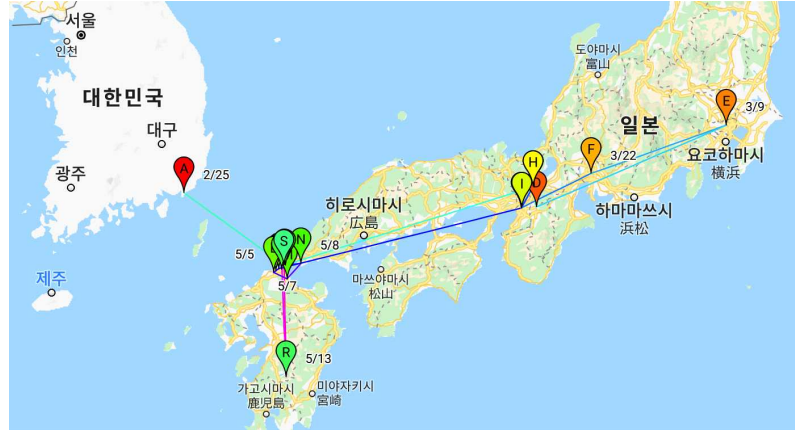 서울
인천
대한민국
대구
광주
A
2/25
제주
도야마시
富山
E
3/9
일본
요코하마시
横浜
F
3/22
H
I
D
하마마쓰시
浜松
히로시마시
広島
5/5
S
N
5/8
마쓰야마시
松山
5/7
R
5/13
가고시마시
鹿児島
미야자키시
宮崎